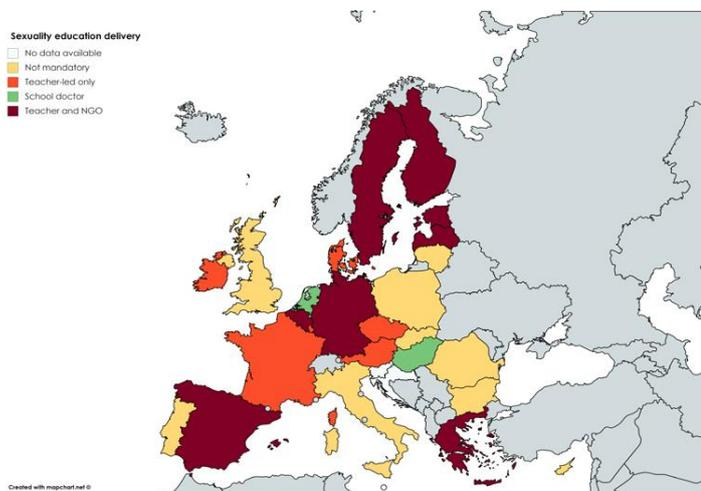 Sexuality education delivery
No data available
Not mandatory
Teacher-led only
School doctor
Teacher and NGO
Created with mapchart.net ©